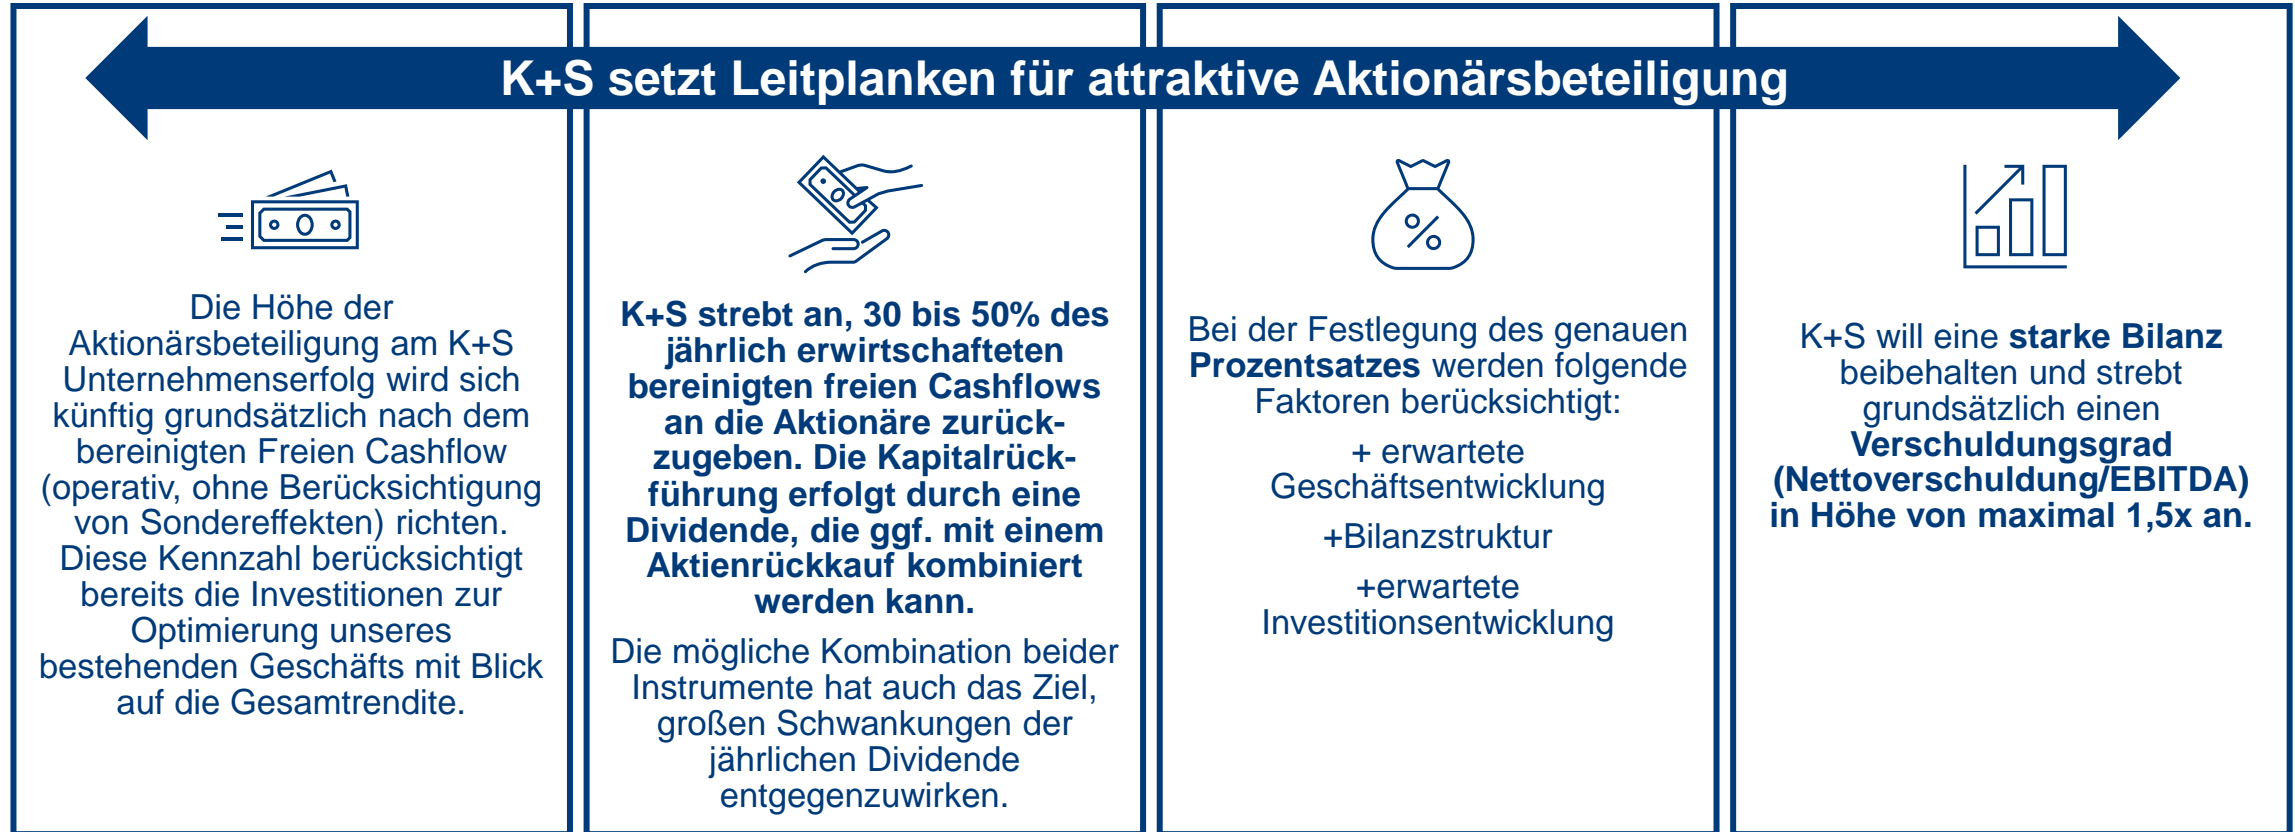 K+S setzt Leitplanken für attraktive Aktionärsbeteiligung
Die Höhe der
Aktionärsbeteiligung am K+S
Unternehmenserfolg wird sich
künftig grundsätzlich nach dem
bereinigten Freien Cashflow
(operativ, ohne Berücksichtigung
von Sondereffekten) richten.
Diese Kennzahl berücksichtigt
bereits die Investitionen zur
Optimierung unseres
bestehenden Geschäfts mit Blick
auf die Gesamtrendite.
K+S strebt an, 30 bis 50% des
jährlich erwirtschafteten
bereinigten freien Cashflows
an die Aktionäre zurück-
zugeben. Die Kapitalrück-
führung erfolgt durch eine
Dividende, die ggf. mit einem
Aktienrückkauf kombiniert
werden kann.
Die mögliche Kombination beider
Instrumente hat auch das Ziel,
großen Schwankungen der
jährlichen Dividende
entgegenzuwirken.
%
Bei der Festlegung des genauen
Prozentsatzes werden folgende
Faktoren berücksichtigt:
+ erwartete
Geschäftsentwicklung
+Bilanzstruktur
+erwartete
Investitionsentwicklung
K+S will eine starke Bilanz
beibehalten und strebt
grundsätzlich einen
Verschuldungsgrad
(Nettoverschuldung/EBITDA)
in Höhe von maximal 1,5x an.